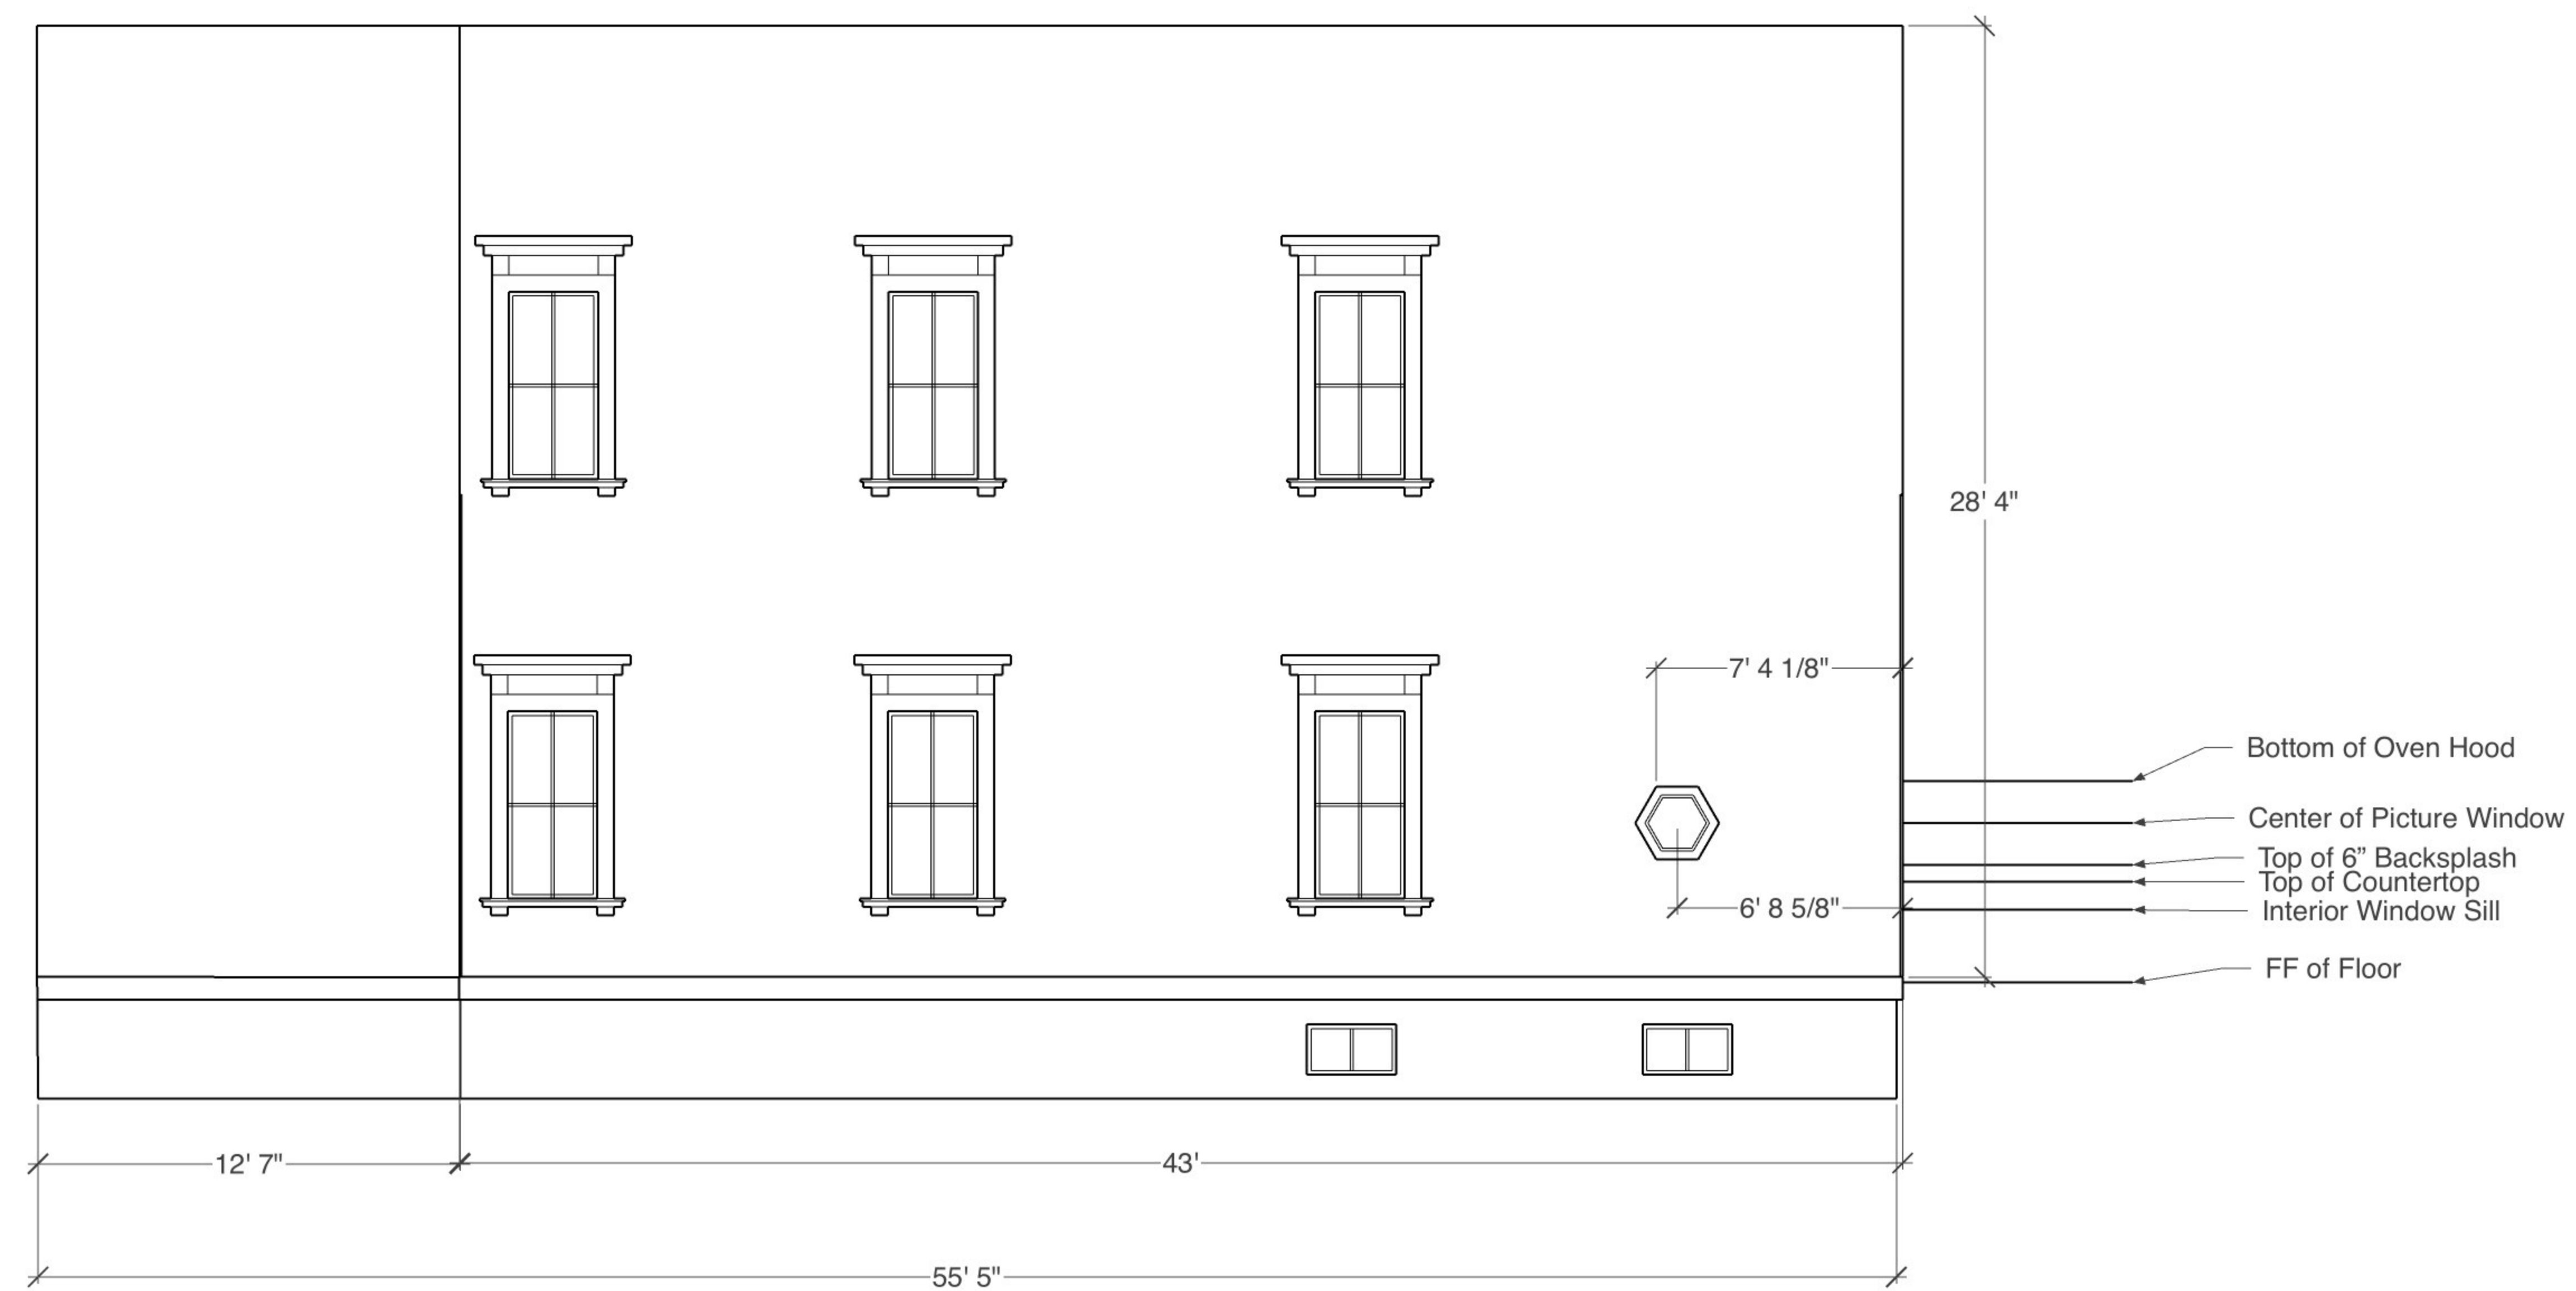 28' 4"
7' 4 1/8"
Bottom of Oven Hood
Center of Picture Window
Top of 6” Backsplash
Top of Countertop
6' 8 5/8"
Interior Window Sill
FF of Floor
12' 7"
43'
55' 5"